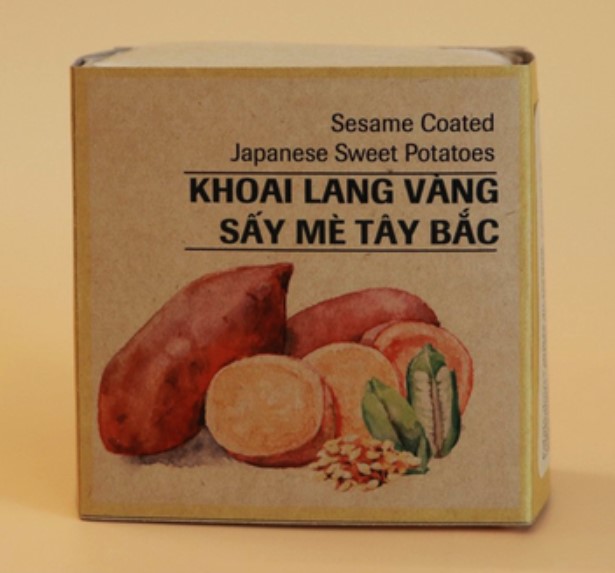 Sesame Coated
Japanese Sweet Potatoes
KHOAI LANG VÀNG
SẤY MÈ TÂY BẮC